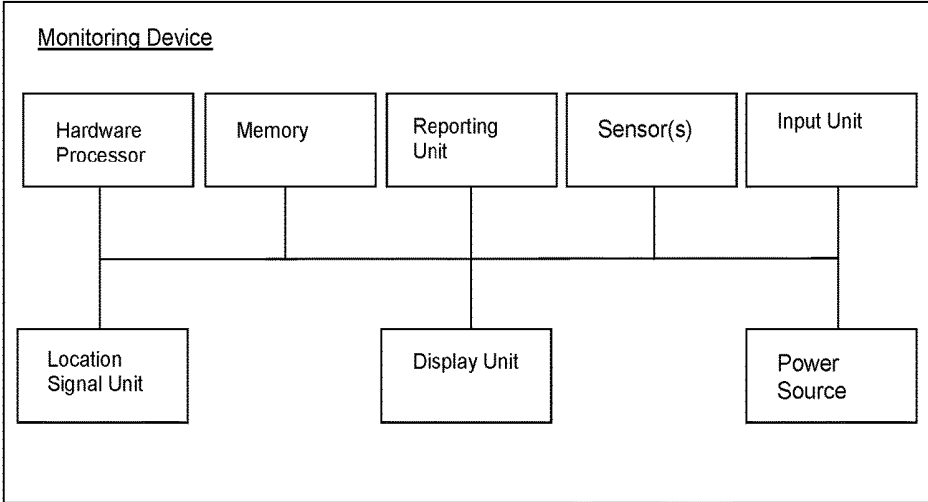 Monitoring Device
Hardware
Processor
Memory
Reporting
Unit
Sensor(s)
Input Unit
Location
Signal Unit
Display Unit
Power
Source